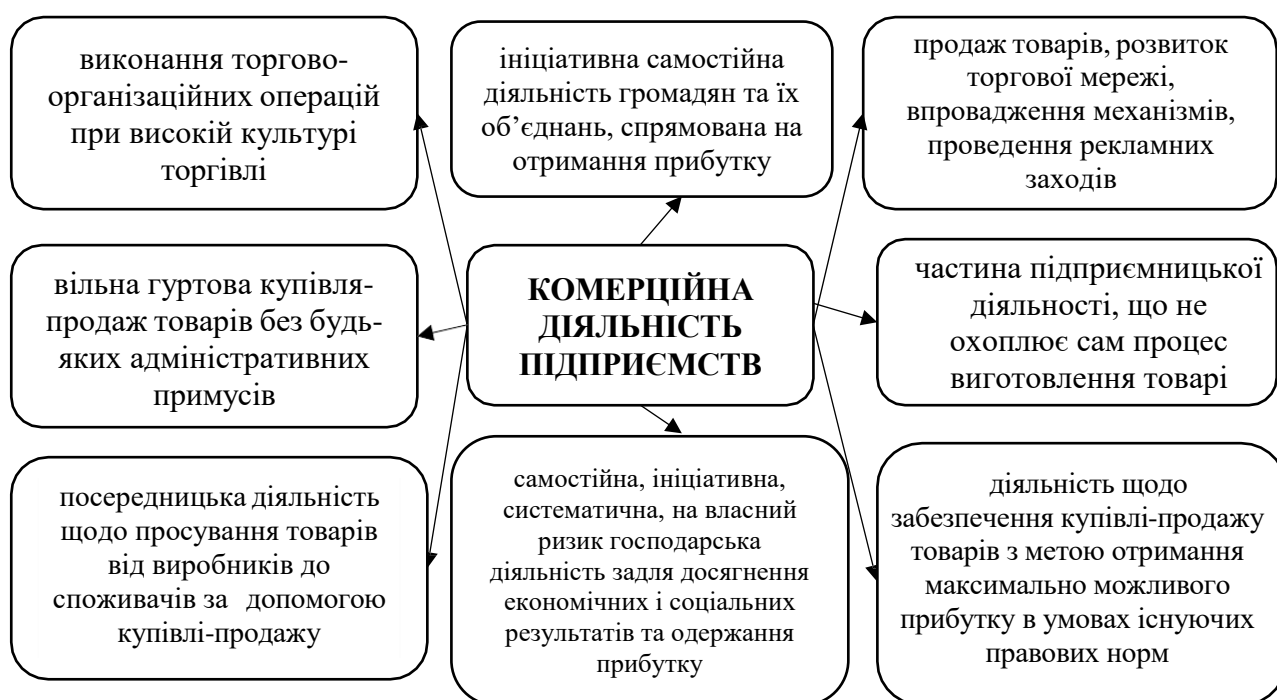 виконання торгово-
організаційних операцій
при високій культурі
торгівлі
ініціативна самостійна
діяльність громадян та їх
об’єднань, спрямована на
отримання прибутку
продаж товарів, розвиток
торгової мережі,
впровадження механізмів,
проведення рекламних
заходів
вільна гуртова купівля-
продаж товарів без будь-
яких адміністративних
примусів
КОМЕРЦІЙНА
ДІЯЛЬНІСТЬ
ПІДПРИЄМСТВ
частина підприємницької
діяльності, що не
охоплює сам процес
виготовлення товарі
посередницька діяльність
щодо просування товарів
від виробників до
споживачів за допомогою
купівлі-продажу
самостійна, ініціативна,
систематична, на власний
ризик господарська
діяльність задля досягнення
економічних і соціальних
результатів та одержання
прибутку
діяльність щодо
забезпечення купівлі-продажу
товарів з метою отримання
максимально можливого
прибутку в умовах існуючих
правових норм